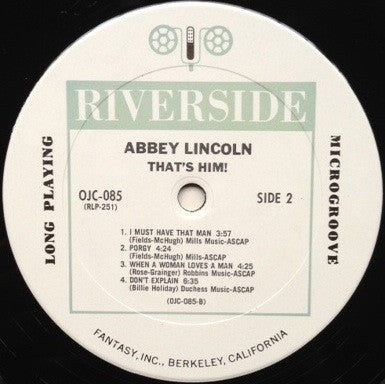 RIVERSIDE
LONG PLAYING
MICROGROOVE
ABBEY LINCOLN
THAT'S HIM!
OJC-085
(RLP-251)
SIDE 2
1. I MUST HAVE THAT MAN 3:57
(Fields-McHugh) Mills Music-ASCAP
2. PORGY 4:24
(Fields-McHugh) Mills-ASCAP
3. WHEN A WOMAN LOVES A MAN 4:25
(Rose-Grainger) Robbins Music-ASCAP
4. DON'T EXPLAIN 6:35
(Billie Holiday) Duchess Music-ASCAP
(OJC-085-B)
FANTASY, INC., BERKELEY, CALIFORNIA